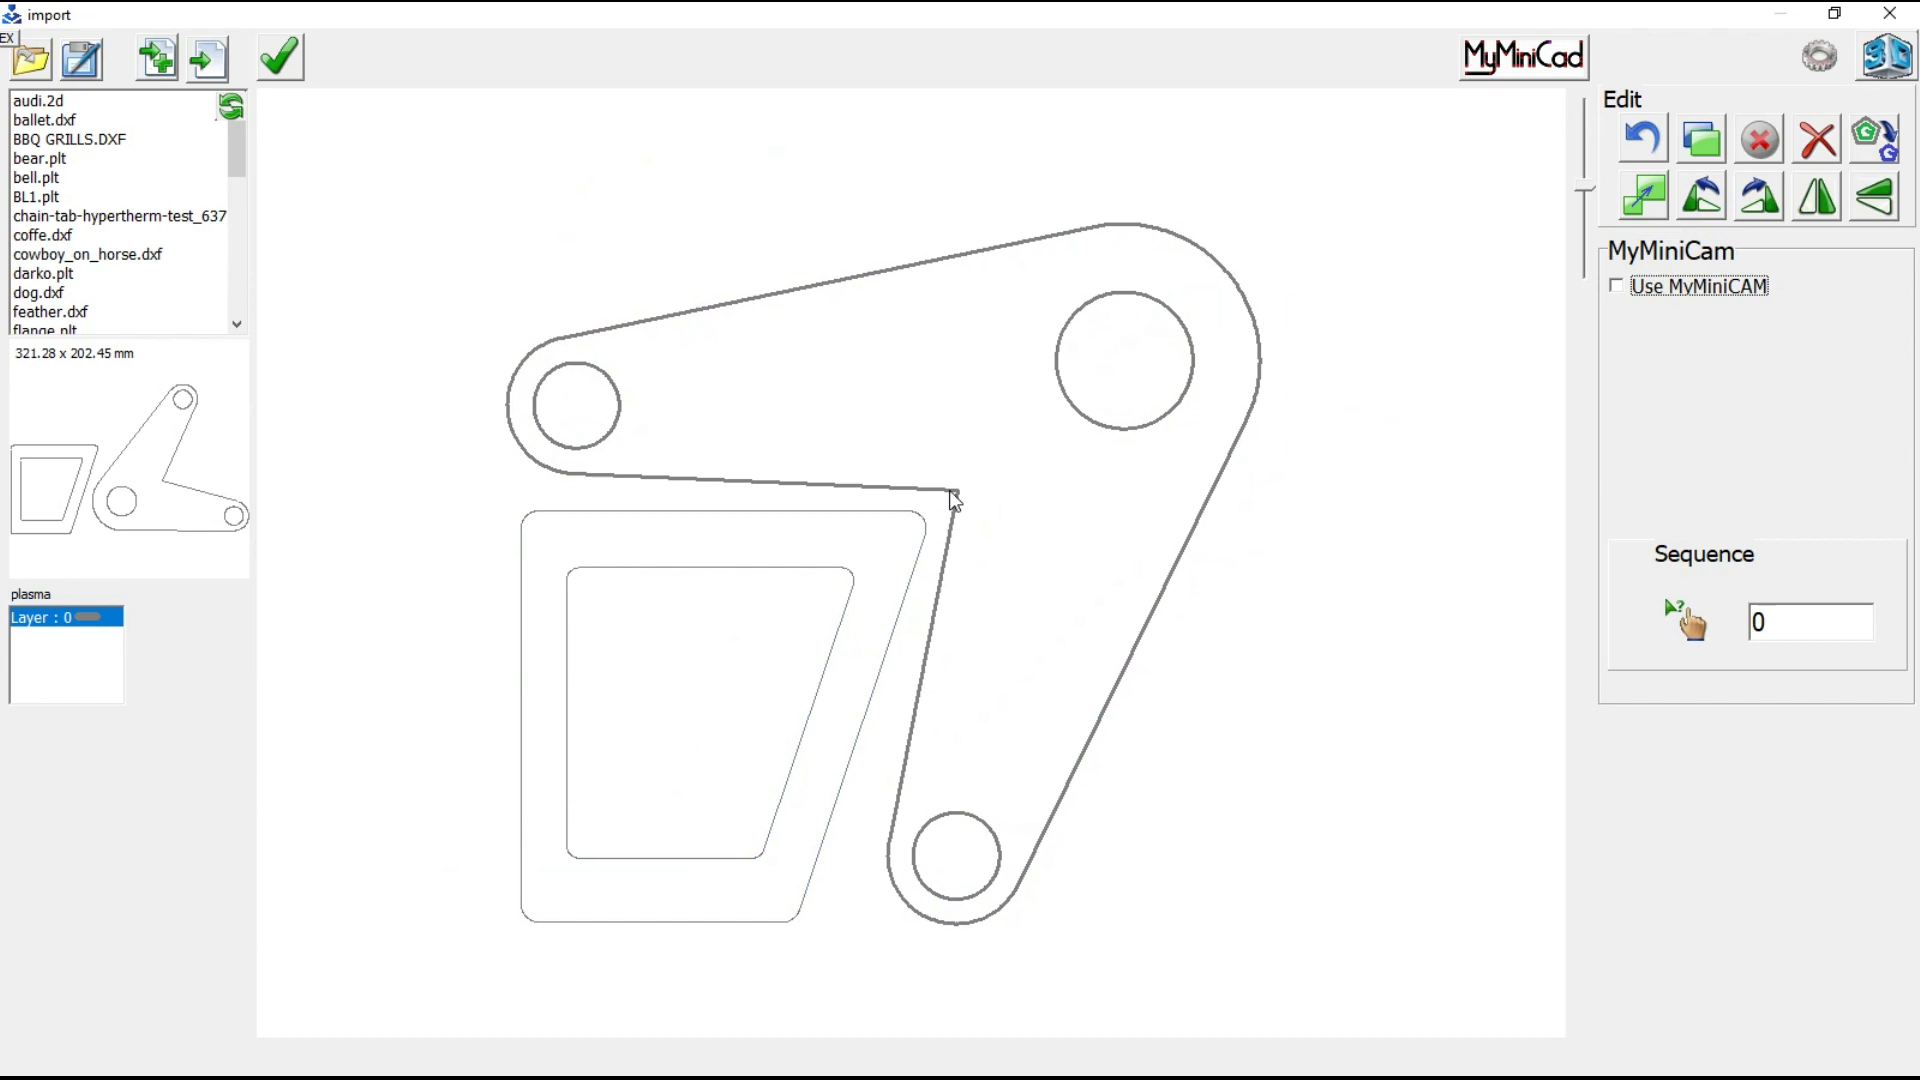 import
EX
MyMiniCad
3D
audi.2d
ballet.dxf
BBQ GRILLS.DXF
bear.plt
bell.plt
BL1.plt
chain-tab-hypertherm-test_637
coffe.dxf
cowboy_on_horse.dxf
darko.plt
dog.dxf
feather.dxf
flange.plt
321.28 x 202.45 mm
plasma
Layer : 0
Edit
MyMiniCam
Use MyMiniCAM
Sequence
0